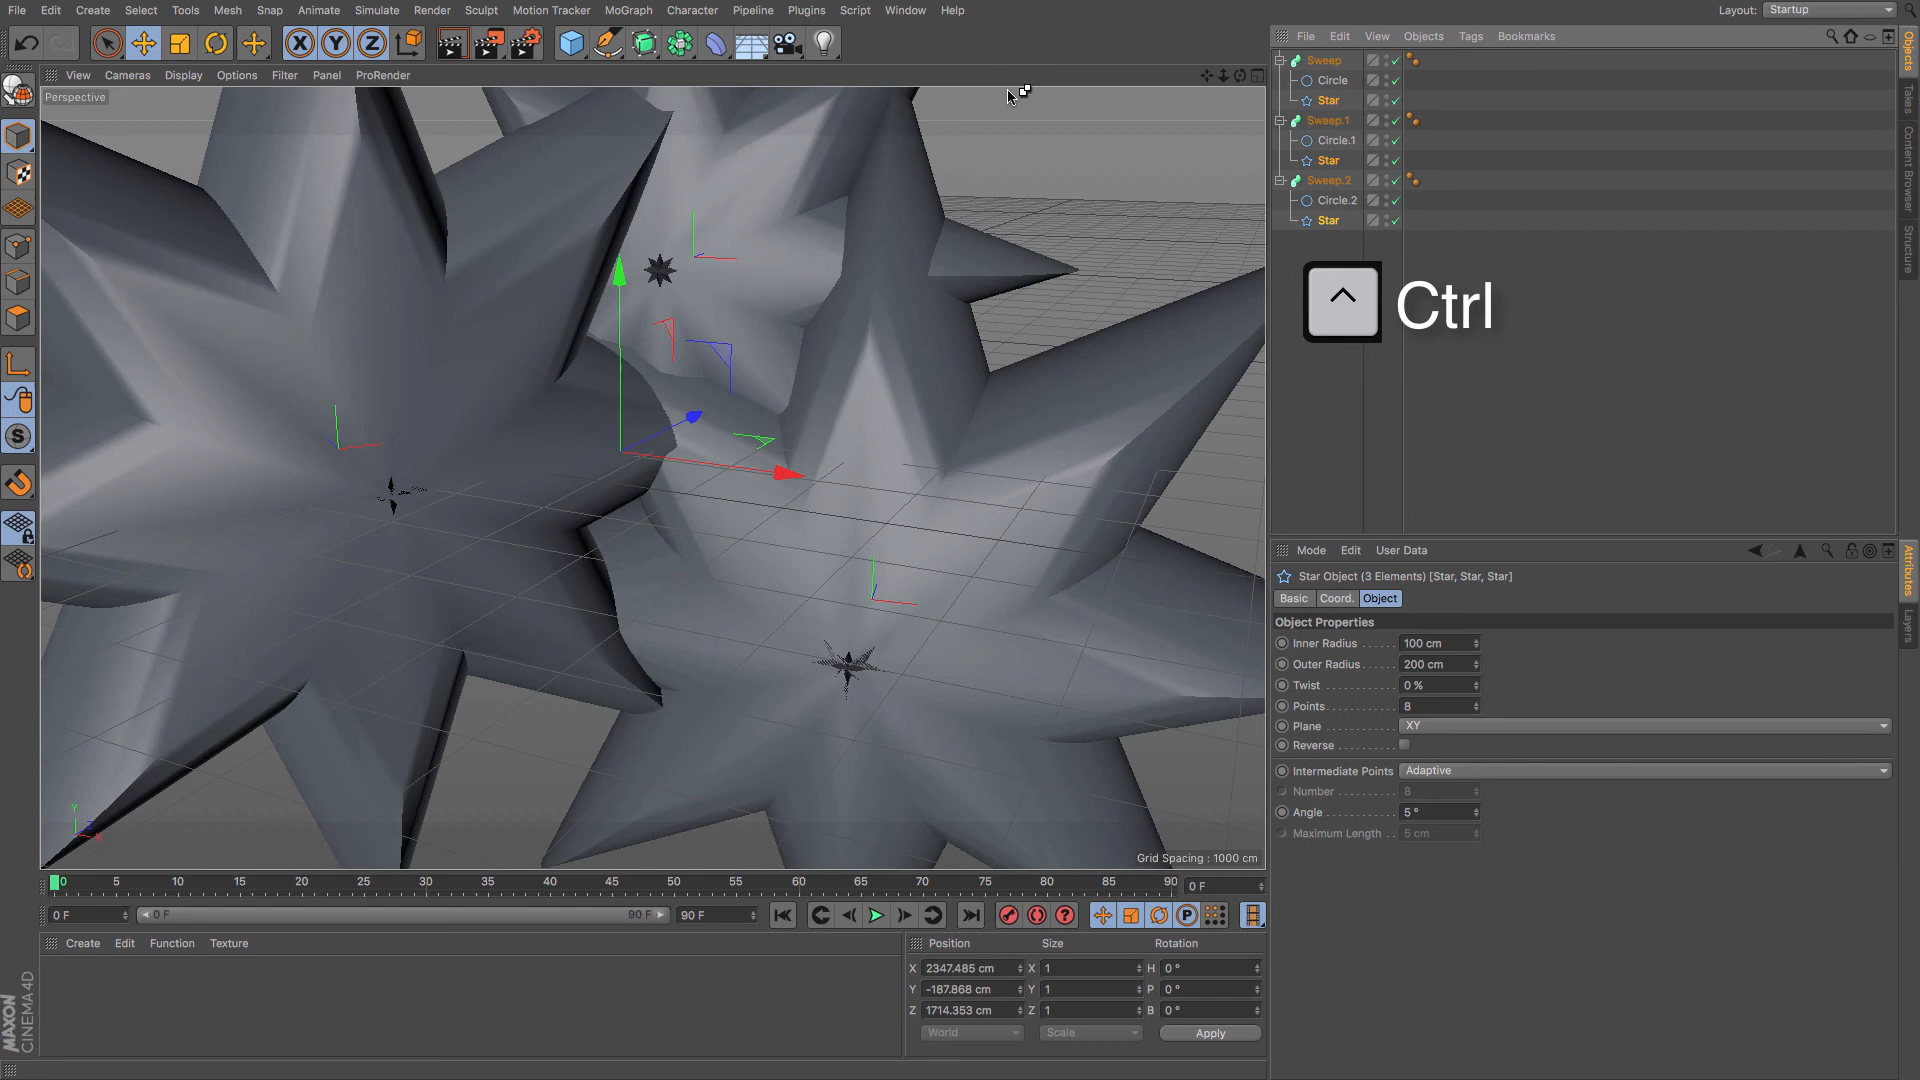 File Edit Create Select Tools Mesh Snap Animate Simulate Render Sculpt Motion Tracker MoGraph Character Pipeline Plugins Script Window Help Layout: Startup
X Y Z
View Cameras Display Options Filter Panel ProRender
Perspective
Grid Spacing : 1000 cm
Y
Z
X
0 5 10 15 20 25 30 35 40 45 50 55 60 65 70 75 80 85 90 0 F
0 F 0 F 90 F 90 F
Create Edit Function Texture
Position Size Rotation
X 2347.485 cm X 1 H 0 °
Y -187.868 cm Y 1 P 0 °
Z 1714.353 cm Z 1 B 0 °
World Scale Apply
MAXON
CINEMA 4D
File Edit View Objects Tags Bookmarks
Sweep
Circle
Star
Sweep.1
Circle.1
Star
Sweep.2
Circle.2
Star
Ctrl
Mode Edit User Data
Star Object (3 Elements) [Star, Star, Star]
Basic Coord. Object
Object Properties
Inner Radius . . . . . . 100 cm
Outer Radius . . . . . 200 cm
Twist . . . . . . . . . . . 0 %
Points . . . . . . . . . . 8
Plane . . . . . . . . . . . XY
Reverse . . . . . . . . .
Intermediate Points Adaptive
Number . . . . . . . . . 8
Angle . . . . . . . . . . . 5 °
Maximum Length . . 5 cm
Objects
Takes
Content Browser
Structure
Attributes
Layers